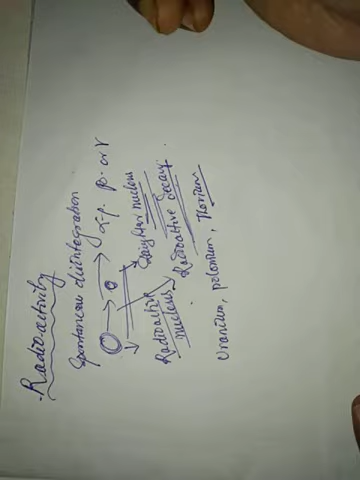 Radioactivity
Spontaneous disintegration
α-p. β- or γ
Daughter nucleus
Radioactive nucleus
Radioactive decay.
Uranium, polonium, Thorium